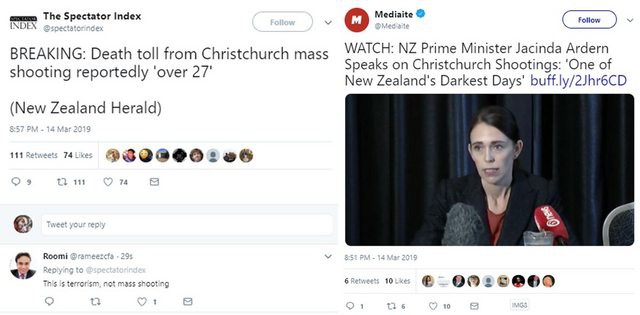 SPECTATOR
INDEX
The Spectator Index
@spectatorindex
Follow
BREAKING: Death toll from Christchurch mass
shooting reportedly 'over 27'
(New Zealand Herald)
8:57 PM - 14 Mar 2019
111 Retweets 74 Likes
9 111 74
Tweet your reply
Roomi @rameezcfa · 29s
Replying to @spectatorindex
This is terrorism, not mass shooting
1
M
Mediaite
@Mediaite
Follow
WATCH: NZ Prime Minister Jacinda Ardern
Speaks on Christchurch Shootings: 'One of
New Zealand's Darkest Days' buff.ly/2Jhr6CD
8:51 PM - 14 Mar 2019
6 Retweets 10 Likes
1 6 10 IMGS